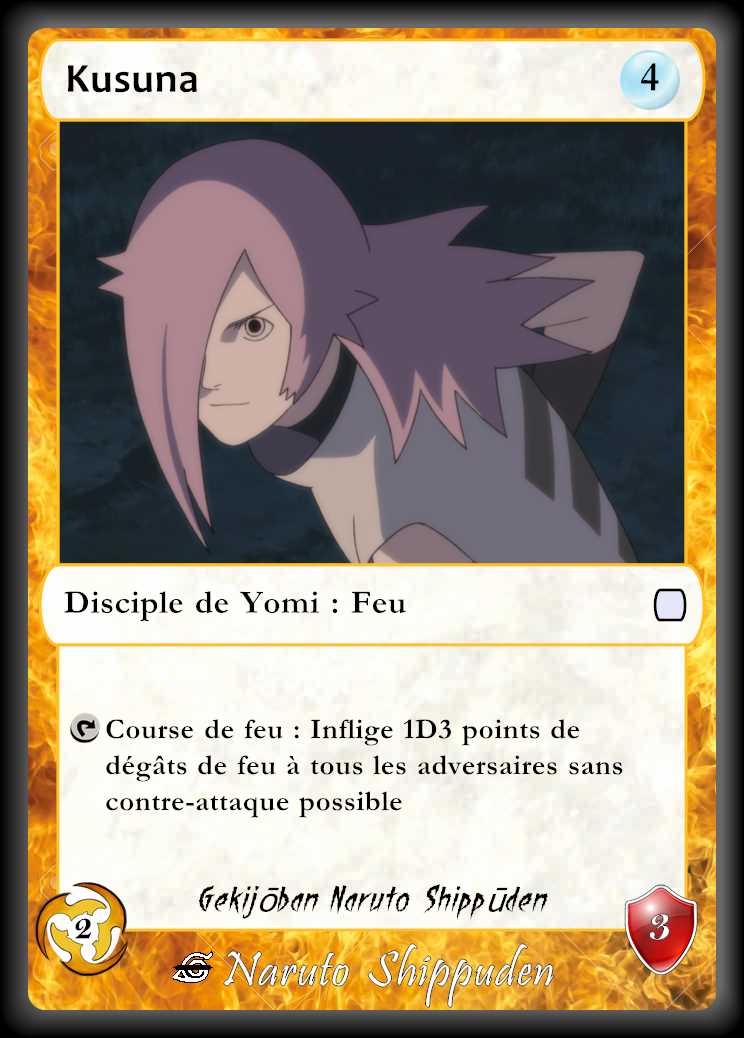 Kusuna
4
Disciple de Yomi : Feu
Course de feu : Inflige 1D3 points de
dégâts de feu à tous les adversaires sans
contre-attaque possible
Gekijōban Naruto Shippūden
2
3
Naruto Shippuden